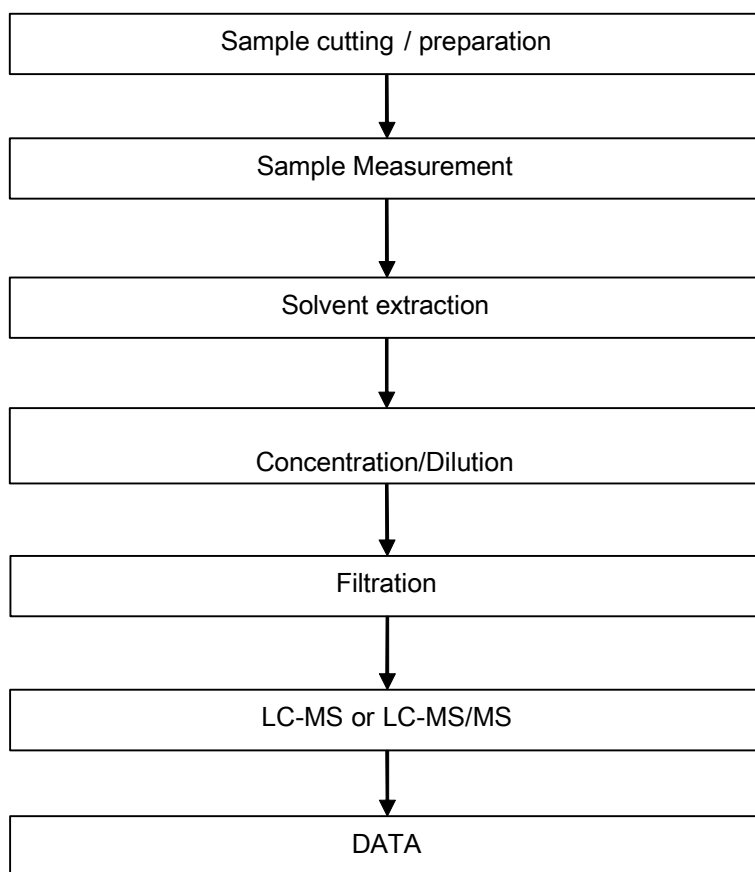 Sample cutting / preparation
Sample Measurement
Solvent extraction
Concentration/Dilution
Filtration
LC-MS or LC-MS/MS
DATA